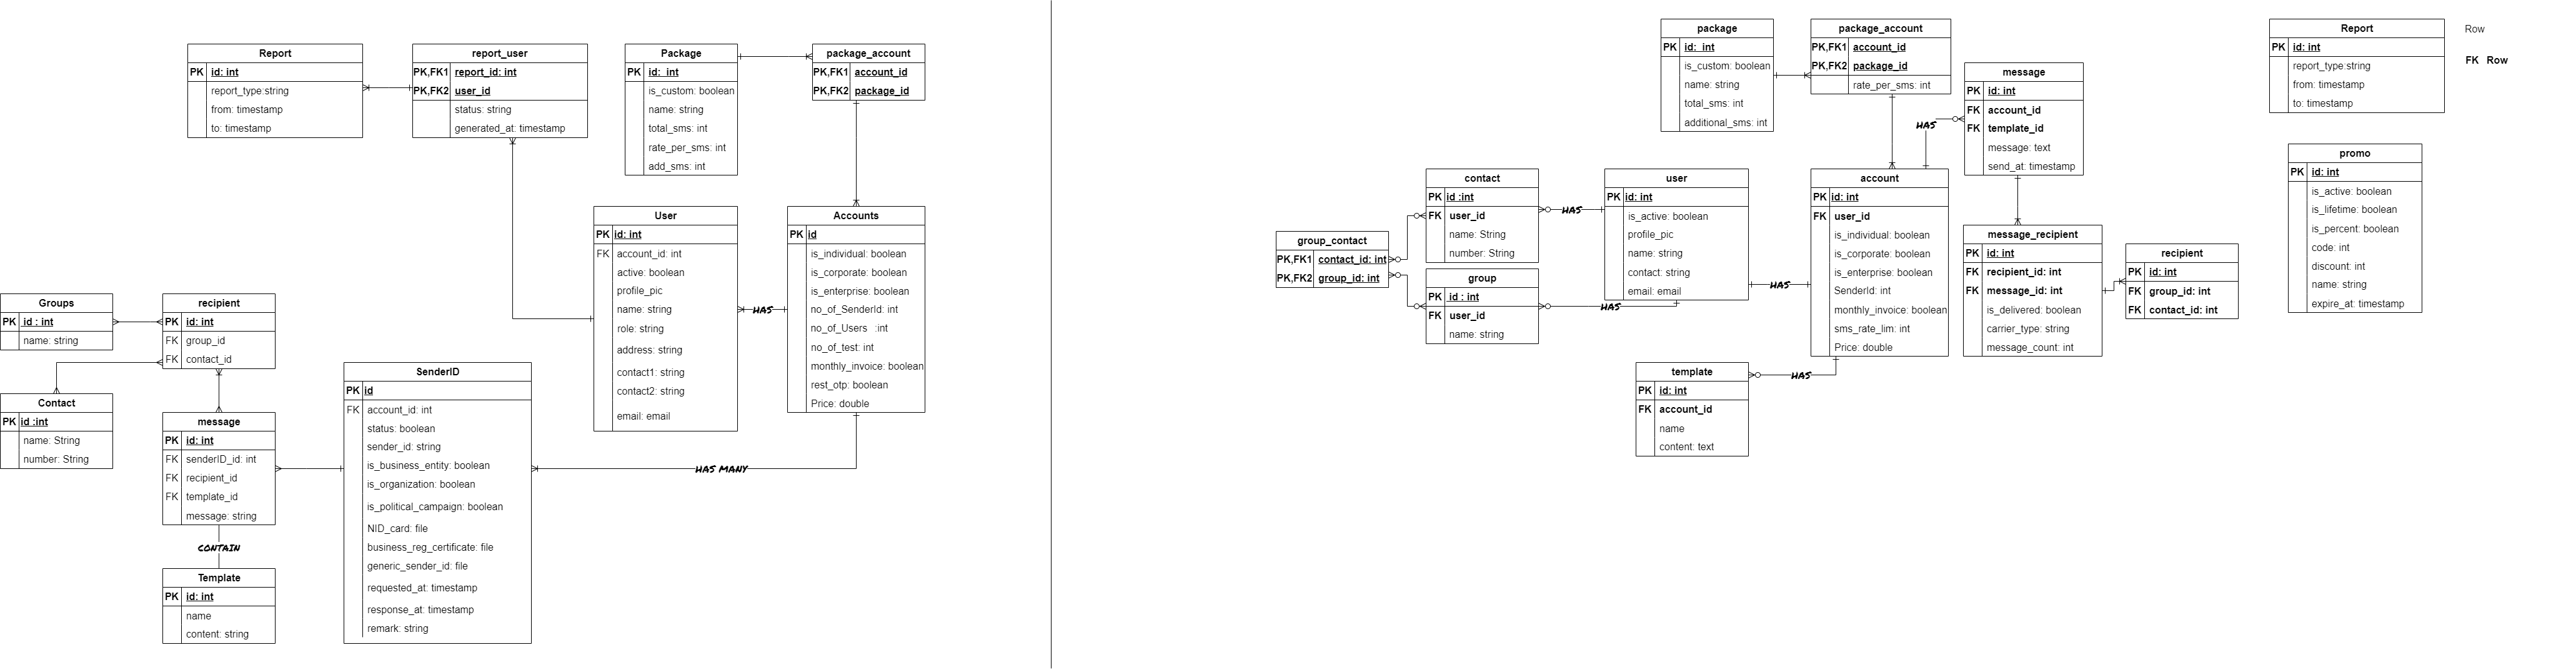 Report
PK id: int
report_type:string
from: timestamp
to: timestamp
report_user
PK,FK1 report_id: int
PK,FK2 user_id
status: string
generated_at: timestamp
Package
PK id: int
is_custom: boolean
name: string
total_sms: int
rate_per_sms: int
add_sms: int
package_account
PK,FK1 account_id
PK,FK2 package_id
User
PK id: int
FK account_id: int
active: boolean
profile_pic
name: string
role: string
address: string
contact1: string
contact2: string
email: email
HAS
Accounts
PK id
is_individual: boolean
is_corporate: boolean
is_enterprise: boolean
no_of_SenderId: int
no_of_Users :int
no_of_test: int
monthly_invoice: boolean
rest_otp: boolean
Price: double
Groups
PK id : int
name: string
recipient
PK id: int
FK group_id
FK contact_id
Contact
PK id :int
name: String
number: String
message
PK id: int
FK senderID_id: int
FK recipient_id
FK template_id
message: string
CONTAIN
Template
PK id: int
name
content: string
SenderID
PK id
FK account_id: int
status: boolean
sender_id: string
is_business_entity: boolean
is_organization: boolean
is_political_campaign: boolean
NID_card: file
business_reg_certificate: file
generic_sender_id: file
requested_at: timestamp
response_at: timestamp
remark: string
HAS MANY
package
PK id: int
is_custom: boolean
name: string
total_sms: int
additional_sms: int
package_account
PK,FK1 account_id
PK,FK2 package_id
rate_per_sms: int
message
PK id: int
FK account_id
FK template_id
message: text
send_at: timestamp
HAS
Report
PK id: int
report_type:string
from: timestamp
to: timestamp
Row
FK Row
promo
PK id: int
is_active: boolean
is_lifetime: boolean
is_percent: boolean
code: int
discount: int
name: string
expire_at: timestamp
contact
PK id :int
FK user_id
name: String
number: String
HAS
user
PK id: int
is_active: boolean
profile_pic
name: string
contact: string
email: email
HAS
account
PK id: int
FK user_id
is_individual: boolean
is_corporate: boolean
is_enterprise: boolean
SenderId: int
monthly_invoice: boolean
sms_rate_lim: int
Price: double
group_contact
PK,FK1 contact_id: int
PK,FK2 group_id: int
group
PK id : int
FK user_id
name: string
HAS
message_recipient
PK id: int
FK recipient_id: int
FK message_id: int
is_delivered: boolean
carrier_type: string
message_count: int
recipient
PK id: int
FK group_id: int
FK contact_id: int
template
PK id: int
FK account_id
name
content: text
HAS